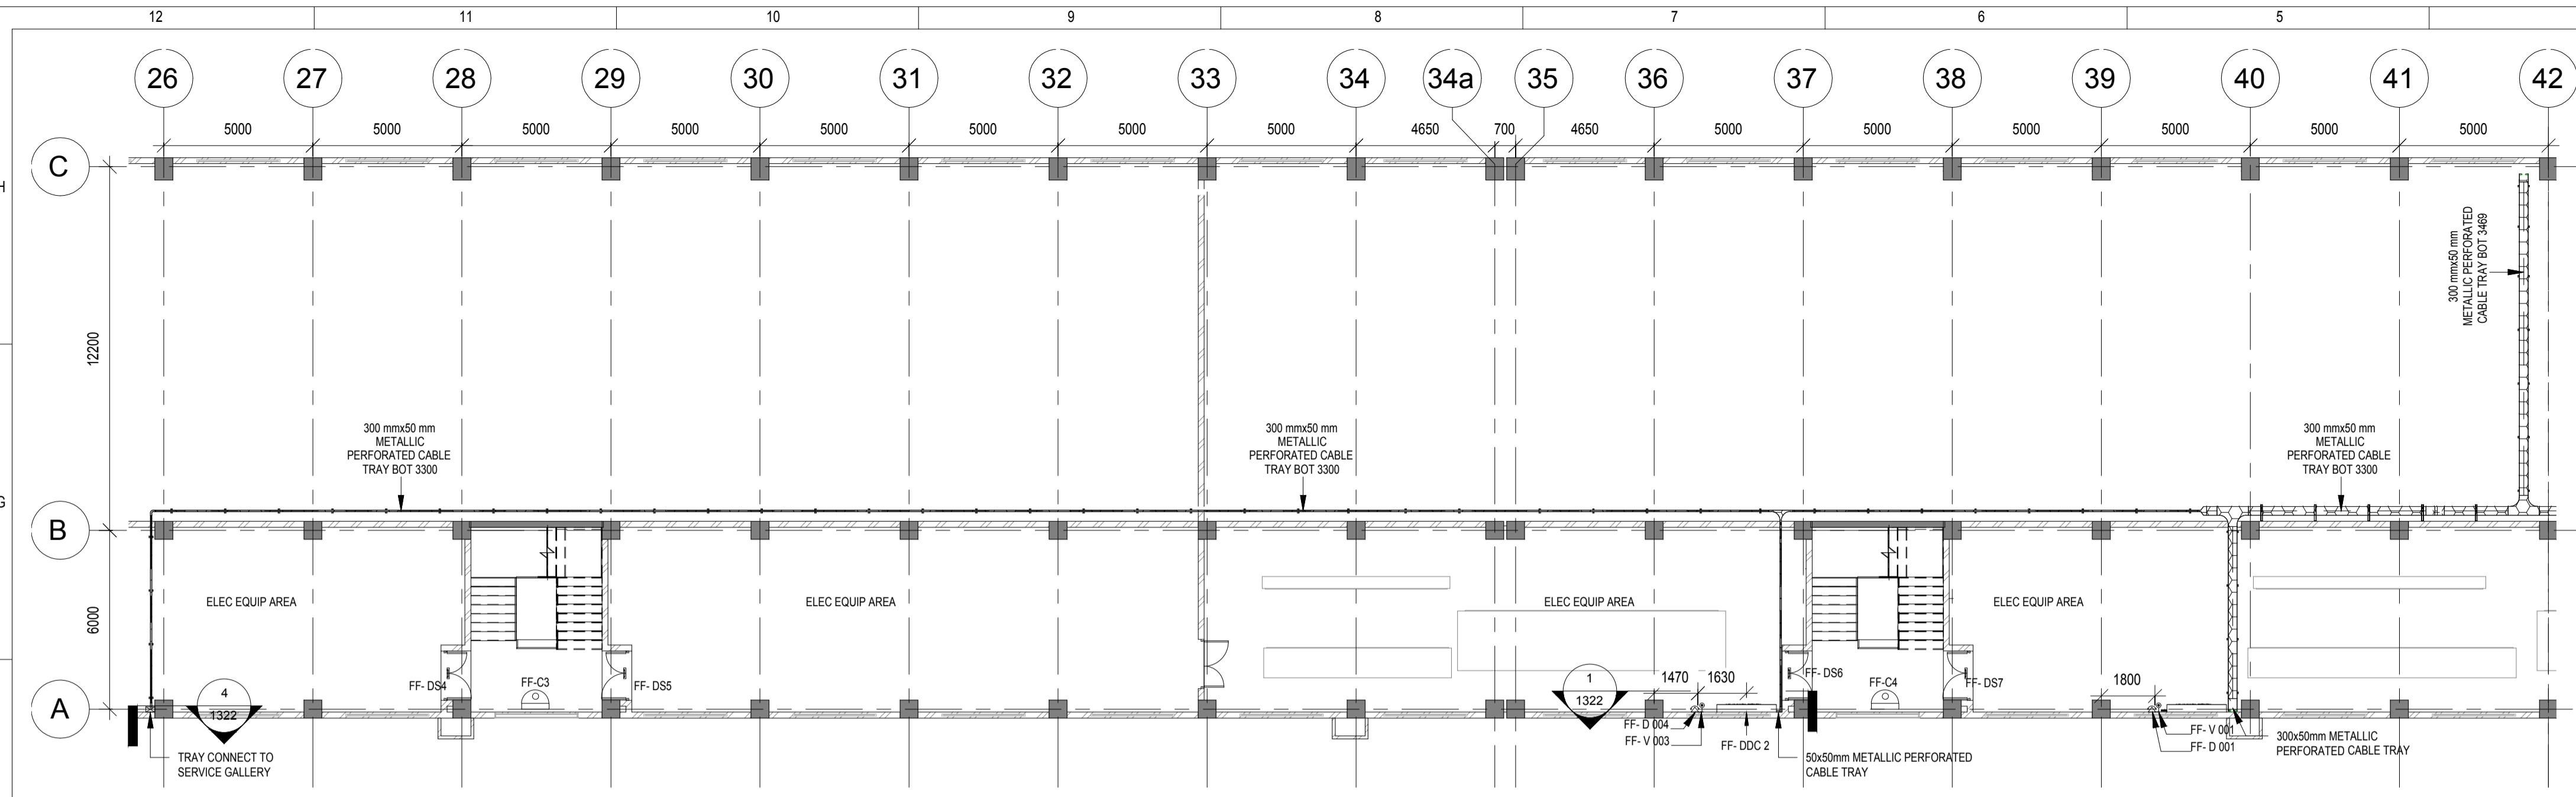 12
11
10
9
8
7
6
5
26
27
28
29
30
31
32
33
34
34a
35
36
37
38
39
40
41
42
5000
5000
5000
5000
5000
5000
5000
5000
4650
700
4650
5000
5000
5000
5000
5000
5000
C
12200
300 mmx50 mm
METALLIC PERFORATED
CABLE TRAY BOT 3469
300 mmx50 mm
METALLIC
PERFORATED CABLE
TRAY BOT 3300
300 mmx50 mm
METALLIC
PERFORATED CABLE
TRAY BOT 3300
300 mmx50 mm
METALLIC
PERFORATED CABLE
TRAY BOT 3300
G
B
6000
ELEC EQUIP AREA
ELEC EQUIP AREA
ELEC EQUIP AREA
ELEC EQUIP AREA
FF- DS4
FF-C3
FF- DS5
1470
1630
FF- DS6
FF-C4
FF- DS7
1800
A
4
1322
1
1322
FF- D 004
FF- V 003
FF- DDC 2
FF- V 001
FF- D 001
TRAY CONNECT TO
SERVICE GALLERY
50x50mm METALLIC PERFORATED
CABLE TRAY
300x50mm METALLIC
PERFORATED CABLE TRAY